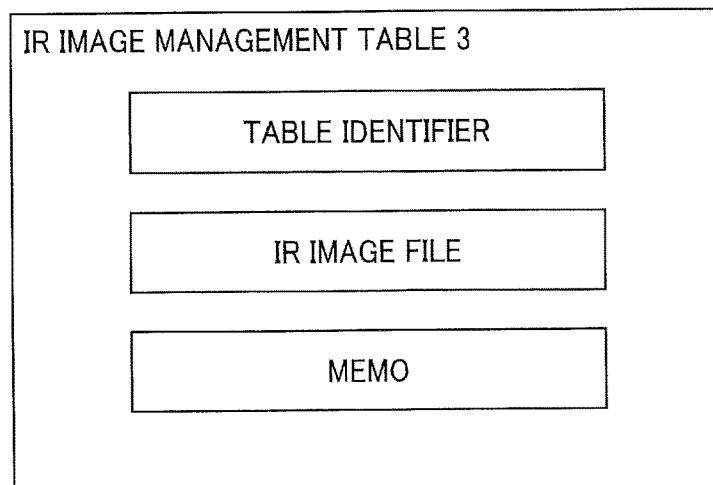 IR IMAGE MANAGEMENT TABLE 3
TABLE IDENTIFIER
IR IMAGE FILE
MEMO